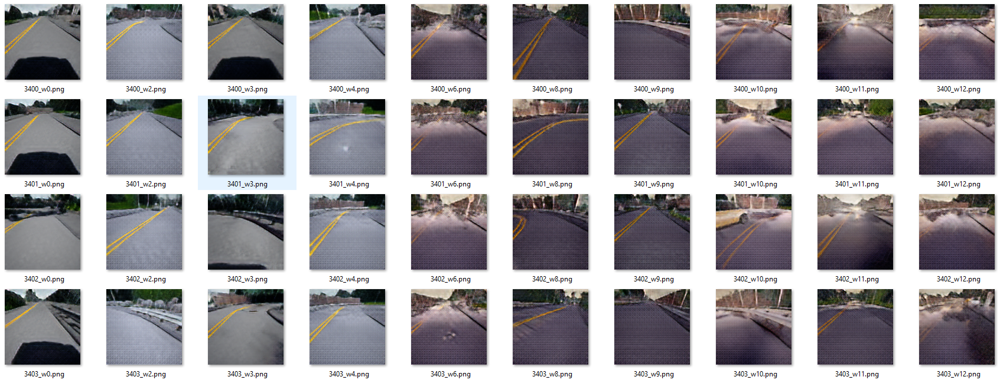 3400_w0.png 3400_w2.png 3400_w3.png 3400_w4.png 3400_w6.png 3400_w8.png 3400_w9.png 3400_w10.png 3400_w11.png 3400_w12.png
3401_w0.png 3401_w2.png 3401_w3.png 3401_w4.png 3401_w6.png 3401_w8.png 3401_w9.png 3401_w10.png 3401_w11.png 3401_w12.png
3402_w0.png 3402_w2.png 3402_w3.png 3402_w4.png 3402_w6.png 3402_w8.png 3402_w9.png 3402_w10.png 3402_w11.png 3402_w12.png
3403_w0.png 3403_w2.png 3403_w3.png 3403_w4.png 3403_w6.png 3403_w8.png 3403_w9.png 3403_w10.png 3403_w11.png 3403_w12.png